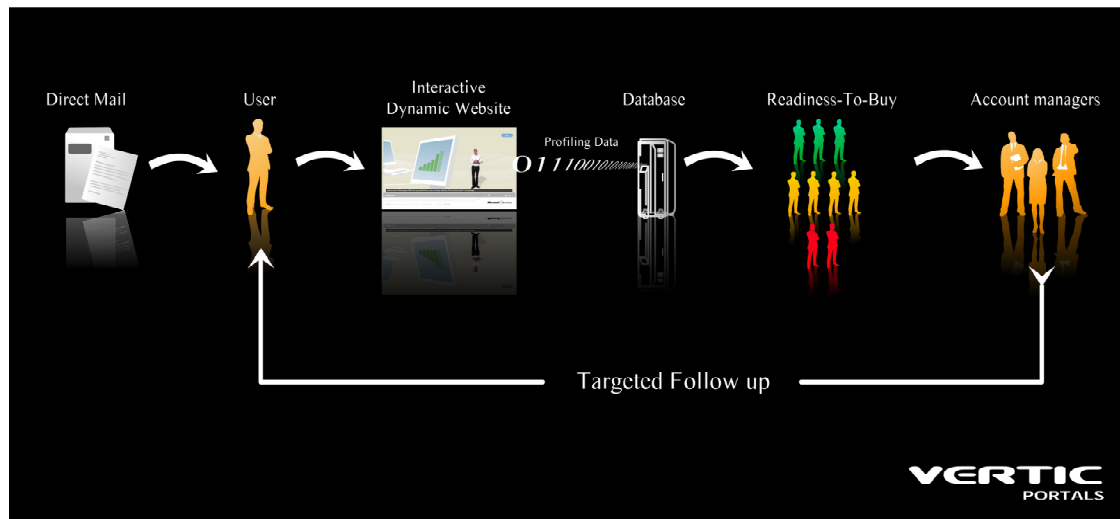 Direct Mail
User
Interactive
Dynamic Website
Database
Readiness-To-Buy
Account managers
Profiling Data
Targeted Follow up
VERTIC
PORTALS